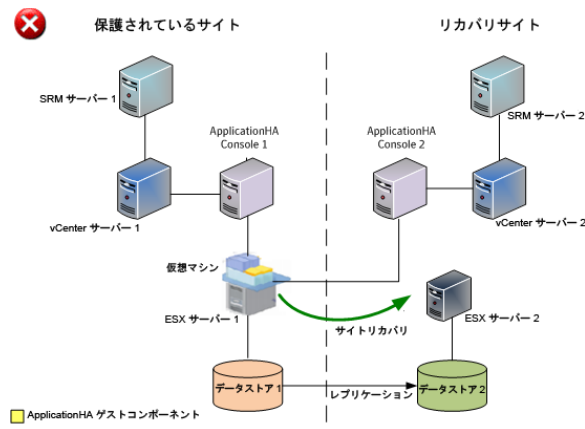 保護されているサイト
リカバリサイト
SRM サーバー 1
SRM サーバー 2
ApplicationHA
Console 1
ApplicationHA
Console 2
vCenter サーバー 1
vCenter サーバー 2
仮想マシン
ESX サーバー 1
ESX サーバー 2
サイトリカバリ
データストア 1
レプリケーション
データストア 2
ApplicationHA ゲストコンポーネント